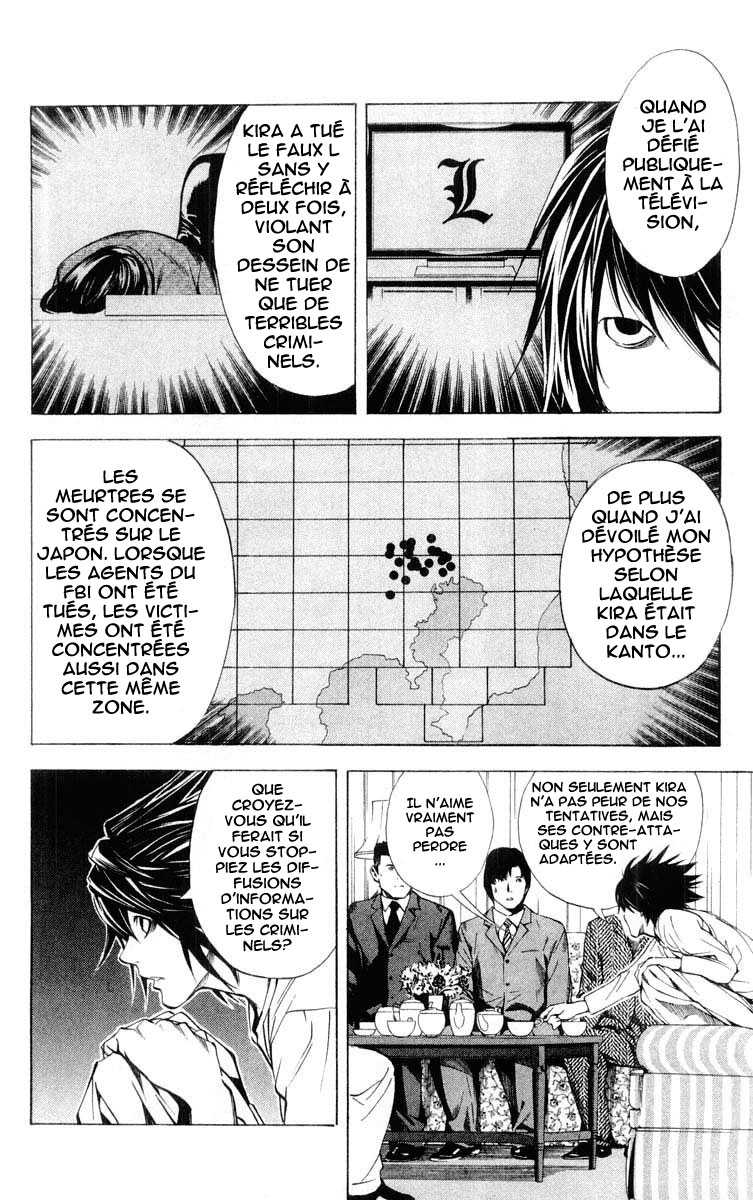 QUAND
JE L'AI
DÉFIÉ
PUBLIQUE-
MENT À LA
TÉLÉVI-
SION,
L
KIRA A TUÉ
LE FAUX L
SANS Y
RÉFLÉCHIR À
DEUX FOIS,
VIOLANT
SON
DESSEIN DE
NE TUER
QUE DE
TERRIBLES
CRIMI-
NELS.
DE PLUS
QUAND J'AI
DÉVOILÉ MON
HYPOTHÈSE
SELON
LAQUELLE
KIRA ÉTAIT
DANS LE
KANTO...
LES
MEURTRES SE
SONT CONCEN-
TRÉS SUR LE
JAPON. LORSQUE
LES AGENTS DU
FBI ONT ÉTÉ
TUÉS, LES VICTI-
MES ONT ÉTÉ
CONCENTRÉES
AUSSI DANS
CETTE MÊME
ZONE.
NON SEULEMENT KIRA
N'A PAS PEUR DE NOS
TENTATIVES, MAIS
SES CONTRE-ATTA-
QUES Y SONT
ADAPTÉES.
IL N'AIME
VRAIMENT
PAS
PERDRE
...
QUE
CROYEZ-
VOUS QU'IL
FERAIT SI
VOUS STOP-
PIEZ LES DIF-
FUSIONS
D'INFORMA-
TIONS SUR
LES CRIMI-
NELS?